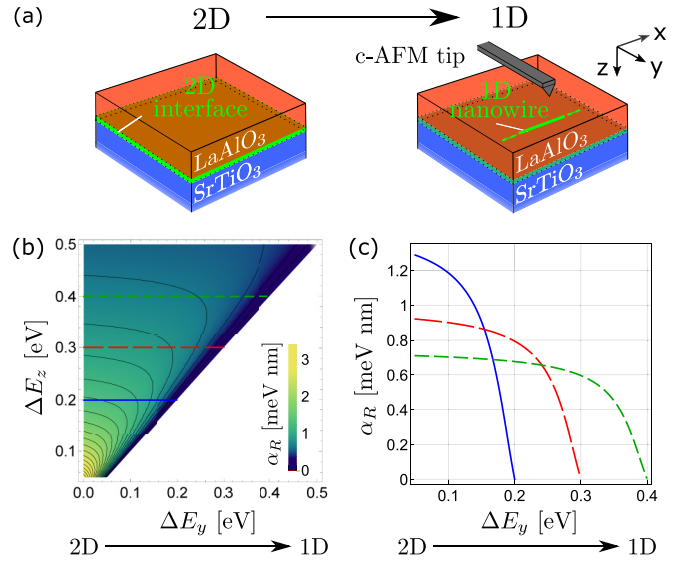 (a)
2D
1D
c-AFM tip
x
y
z
2D
interface
LaAlO3
SrTiO3
1D
nanowire
LaAlO3
SrTiO3
(b)
0.5
0.4
0.3
0.2
0.1
ΔEz [eV]
0.0 0.1 0.2 0.3 0.4 0.5
ΔEy [eV]
αR [meV nm]
3
2
1
0
2D
1D
(c)
1.2
1
0.8
0.6
0.4
0.2
0
αR [meV nm]
0.1 0.2 0.3 0.4
ΔEy [eV]
2D
1D